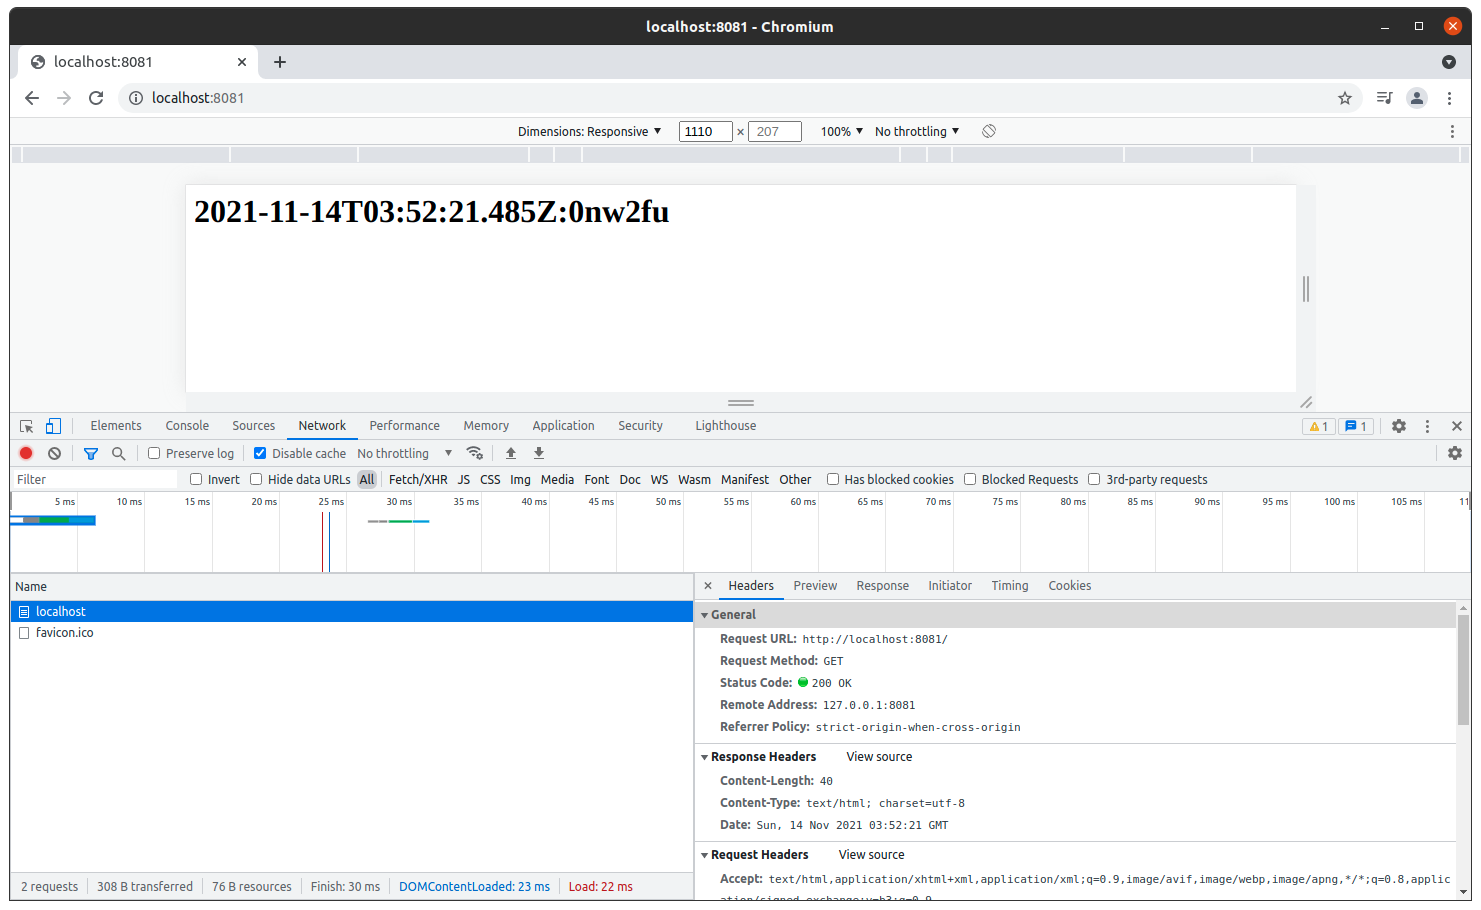 localhost:8081 - Chromium
localhost:8081
localhost:8081
Dimensions: Responsive 1110 × 207 100% No throttling
2021-11-14T03:52:21.485Z:0nw2fu
Elements Console Sources Network Performance Memory Application Security Lighthouse 1 1
Preserve log Disable cache No throttling
Filter Invert Hide data URLs All Fetch/XHR JS CSS Img Media Font Doc WS Wasm Manifest Other Has blocked cookies Blocked Requests 3rd-party requests
5 ms 10 ms 15 ms 20 ms 25 ms 30 ms 35 ms 40 ms 45 ms 50 ms 55 ms 60 ms 65 ms 70 ms 75 ms 80 ms 85 ms 90 ms 95 ms 100 ms 105 ms 11
Name
localhost
favicon.ico
Headers Preview Response Initiator Timing Cookies
General
Request URL: http://localhost:8081/
Request Method: GET
Status Code: 200 OK
Remote Address: 127.0.0.1:8081
Referrer Policy: strict-origin-when-cross-origin
Response Headers View source
Content-Length: 40
Content-Type: text/html; charset=utf-8
Date: Sun, 14 Nov 2021 03:52:21 GMT
Request Headers View source
Accept: text/html,application/xhtml+xml,application/xml;q=0.9,image/avif,image/webp,image/apng,*/*;q=0.8,applic
ation/signed-exchange;v=b3;q=0.9
2 requests 308 B transferred 76 B resources Finish: 30 ms DOMContentLoaded: 23 ms Load: 22 ms